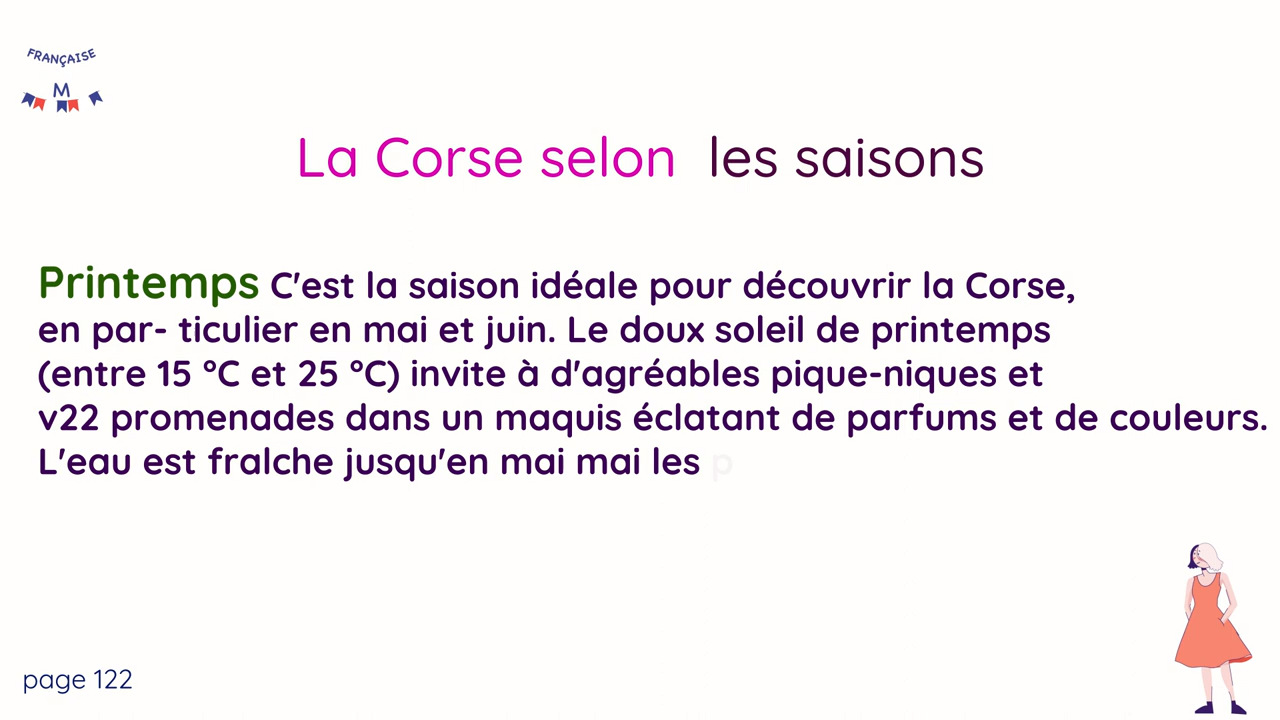 FRANÇAISE
M
La Corse selon les saisons
Printemps C'est la saison idéale pour découvrir la Corse,
en par- ticulier en mai et juin. Le doux soleil de printemps
(entre 15 °C et 25 °C) invite à d'agréables pique-niques et
v22 promenades dans un maquis éclatant de parfums et de couleurs.
L'eau est fralche jusqu'en mai mai les p
page 122